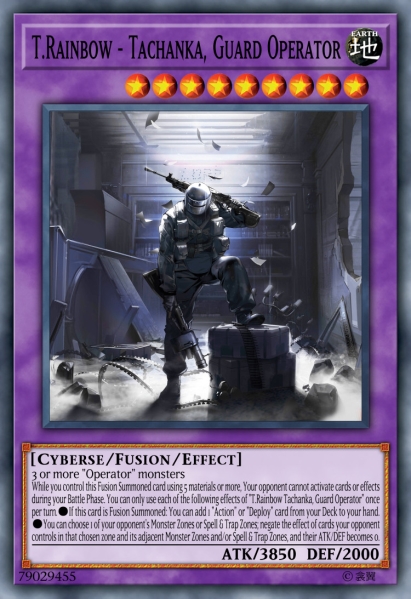 T.Rainbow - Tachanka, Guard Operator
EARTH
地
[Cyberse/Fusion/Effect]
3 or more "Operator" monsters
While you control this Fusion Summoned card using 5 materials or more, Your opponent cannot activate cards or effects
during your Battle Phase. You can only use each of the following effects of "T.Rainbow Tachanka, Guard Operator" once
per turn.●If this card is Fusion Summoned: You can add 1 "Action" or "Deploy" card from your Deck to your hand.
●You can choose 1 of your opponent's Monster Zones or Spell & Trap Zones; negate the effect of cards your opponent
controls in that chosen zone and its adjacent Monster Zones and/or Spell & Trap Zones, and their ATK/DEF becomes 0.
ATK/3850 DEF/2000
79029455
© 袁翼